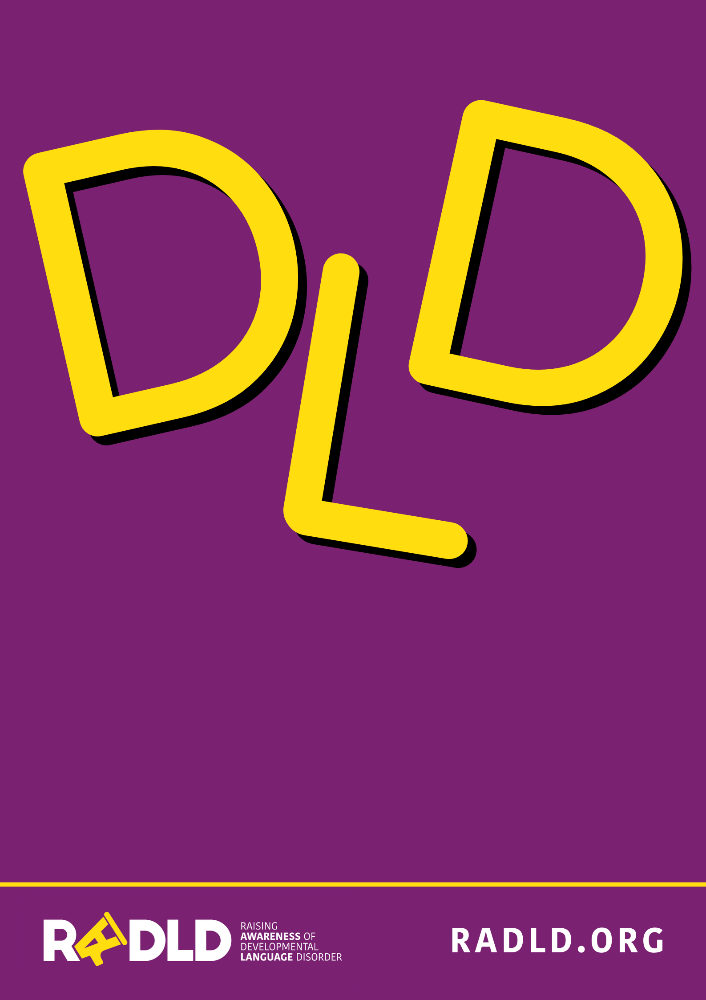 DLD
RADLD
RAISING
AWARENESS OF
DEVELOPMENTAL
LANGUAGE DISORDER
RADLD.ORG